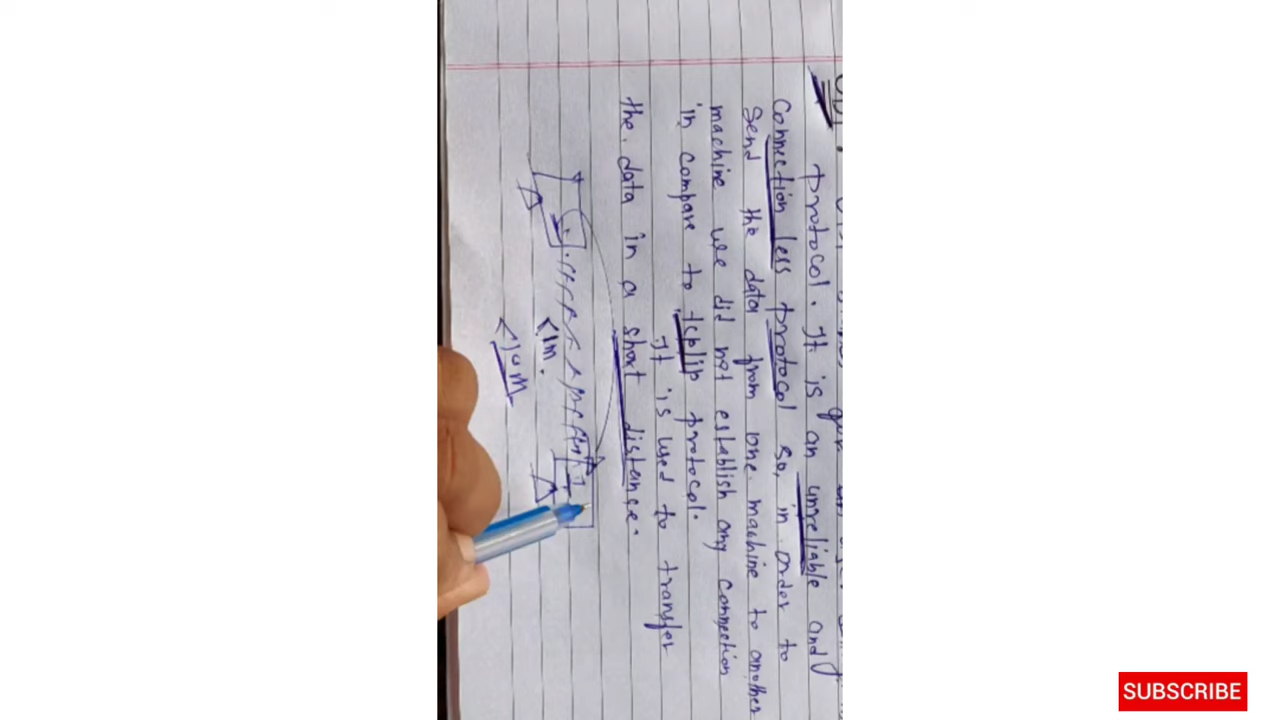 protocol. It is an unreliable and
Connection less protocol so, in order to
Send the data from one machine to another
machine we did not establish any connection
in compare to tcp/ip protocol.
It is used to transfer
the data in a short distance.
<1m.
<10m
SUBSCRIBE